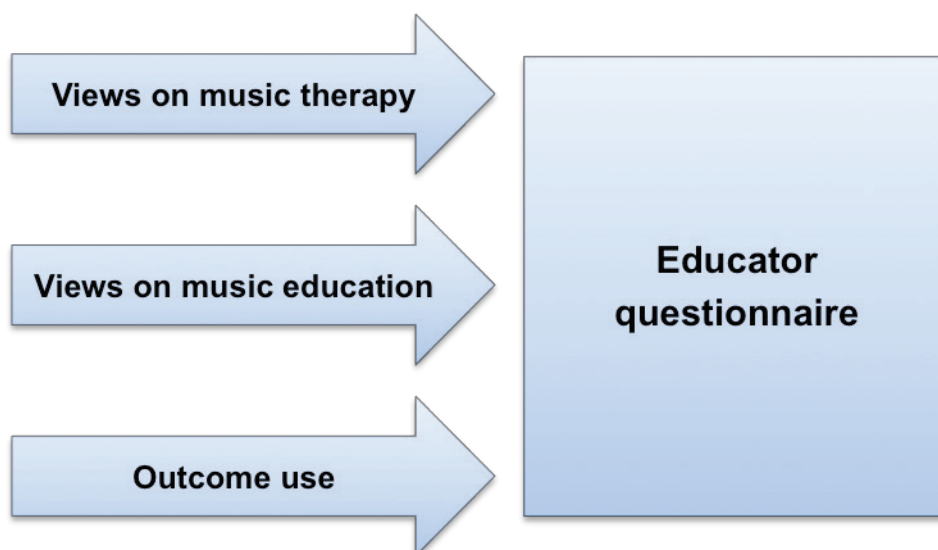 Views on music therapy
Views on music education
Outcome use
Educator
questionnaire